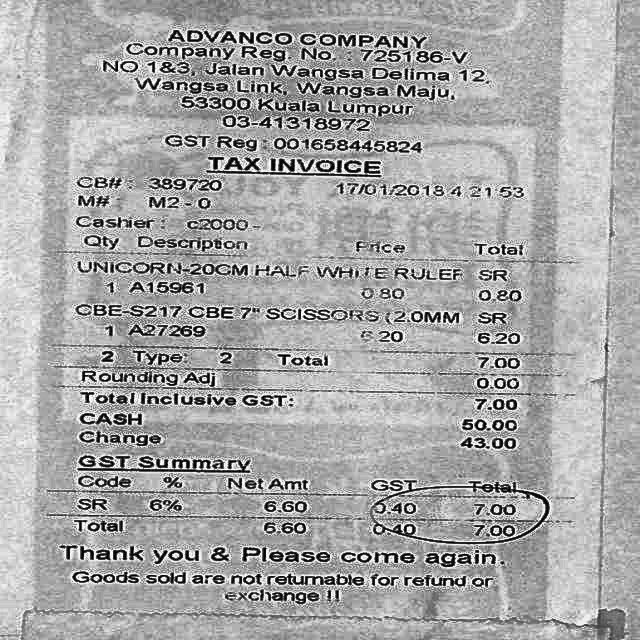 ADVANCO COMPANY
Company Reg. No. : 725186-V
NO 1&3, Jalan Wangsa Delima 12,
Wangsa Link, Wangsa Maju,
53300 Kuala Lumpur
03-41318972
GST Reg : 001658445824
TAX INVOICE
CB# : 389720 17/01/2018 4:21:53
M# : M2 - 0
Cashier : c2000 -
Qty Description Price Total
UNICORN-20CM HALF WHITE RULER SR
1 A15961 0.80 0.80
CBE-S217 CBE 7" SCISSORS (2.0MM SR
1 A27269 6.20 6.20
2 Type: 2 Total 7.00
Rounding Adj 0.00
Total Inclusive GST: 7.00
CASH 50.00
Change 43.00
GST Summary
Code % Net Amt GST Total
SR 6% 6.60 0.40 7.00
Total 6.60 0.40 7.00
Thank you & Please come again.
Goods sold are not returnable for refund or
exchange !!